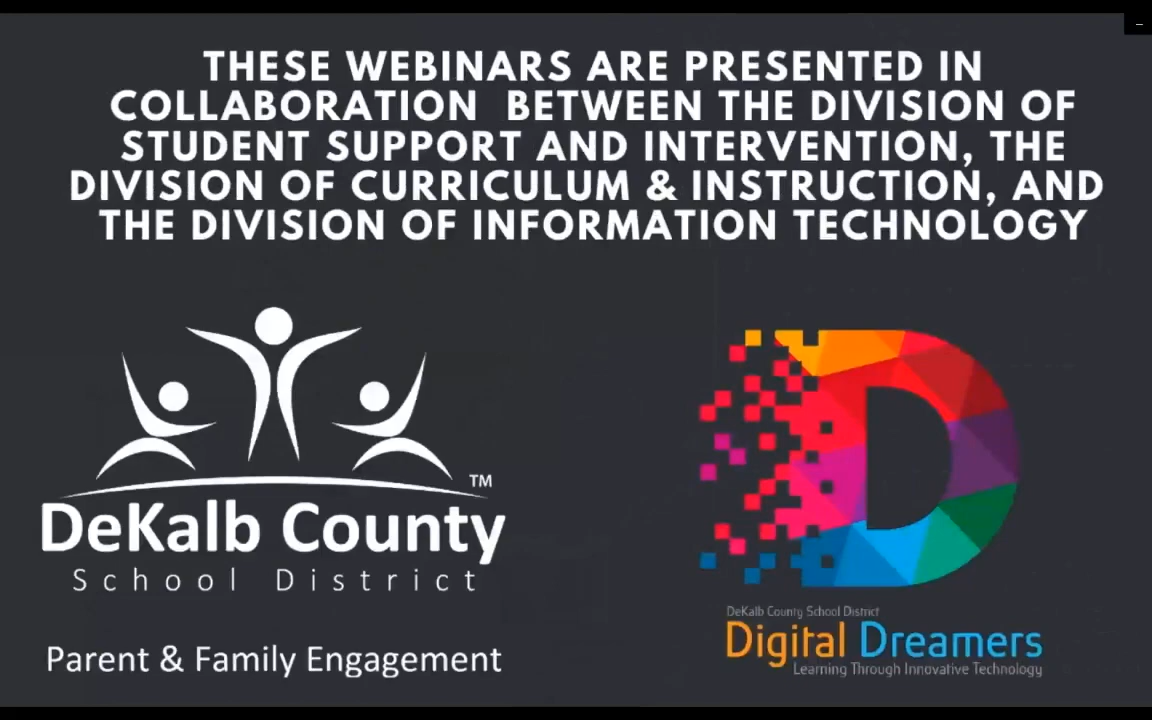 THESE WEBINARS ARE PRESENTED IN
COLLABORATION BETWEEN THE DIVISION OF
STUDENT SUPPORT AND INTERVENTION, THE
DIVISION OF CURRICULUM & INSTRUCTION, AND
THE DIVISION OF INFORMATION TECHNOLOGY
TM
DeKalb County
School District
Parent & Family Engagement
DeKalb County School District
Digital Dreamers
Learning Through Innovative Technology